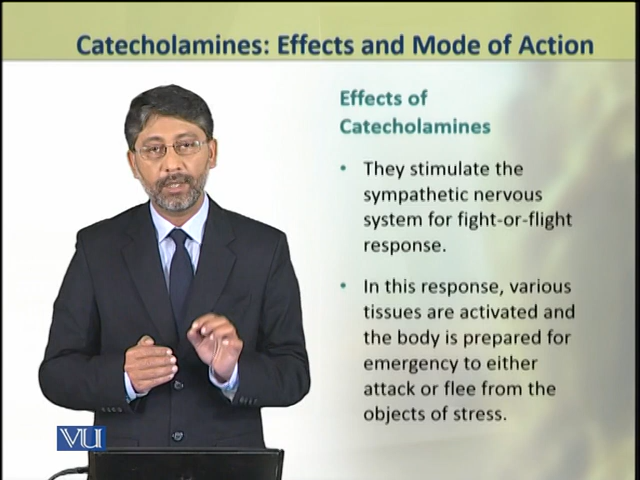 Catecholamines: Effects and Mode of Action
Effects of
Catecholamines
• They stimulate the
sympathetic nervous
system for fight-or-flight
response.
• In this response, various
tissues are activated and
the body is prepared for
emergency to either
attack or flee from the
objects of stress.
VU